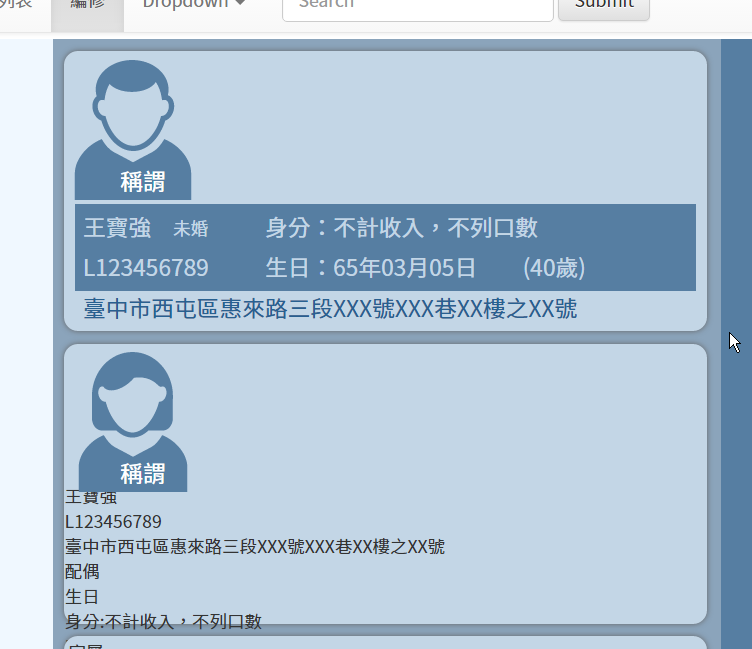 列表 編修 Dropdown Search Submit
稱謂
王寶強 未婚 身分：不計收入，不列口數
L123456789 生日：65年03月05日 (40歲)
臺中市西屯區惠來路三段XXX號XXX巷XX樓之XX號
稱謂
王寶強
L123456789
臺中市西屯區惠來路三段XXX號XXX巷XX樓之XX號
配偶
生日
身分:不計收入，不列口數